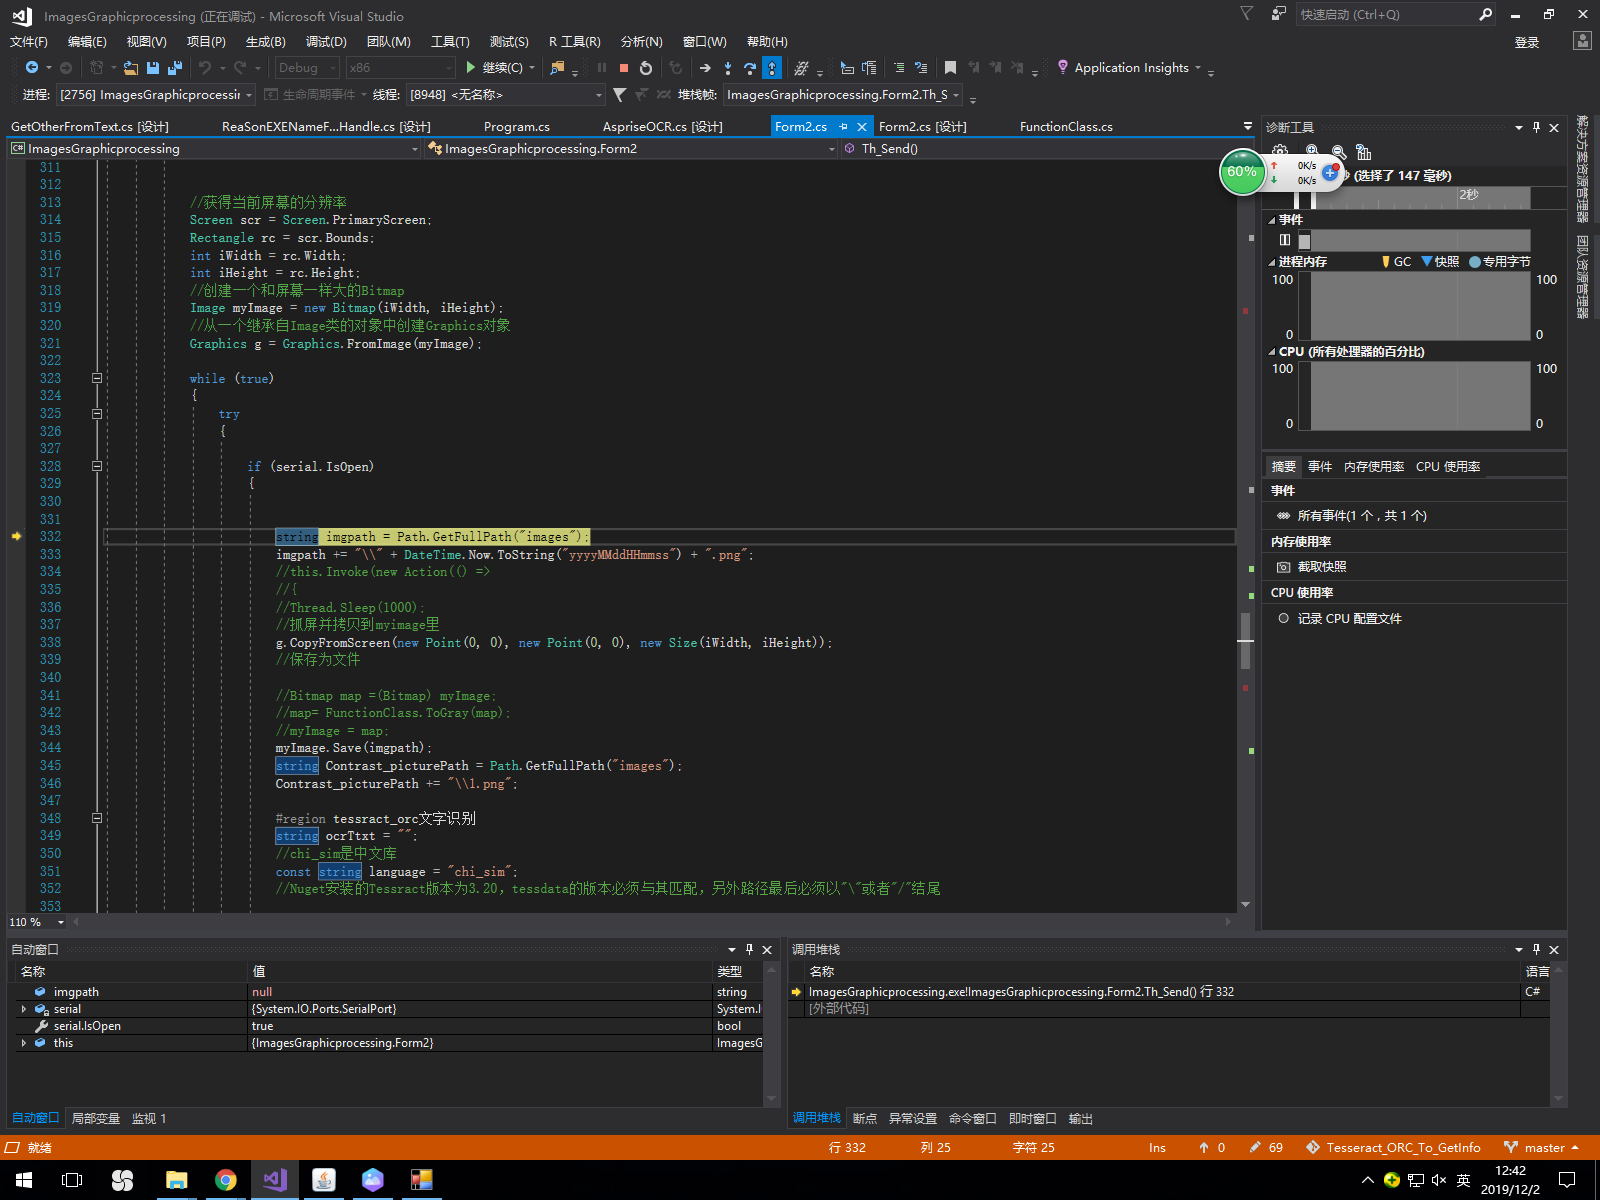 ImagesGraphicprocessing (正在调试) - Microsoft Visual Studio
快速启动 (Ctrl+Q)
文件(F) 编辑(E) 视图(V) 项目(P) 生成(B) 调试(D) 团队(M) 工具(T) 测试(S) R 工具(R) 分析(N) 窗口(W) 帮助(H)
登录
Debug x86 继续(C) Application Insights
进程: [2756] ImagesGraphicprocessin 生命周期事件 线程: [8948] <无名称> 堆栈帧: ImagesGraphicprocessing.Form2.Th_S
GetOtherFromText.cs [设计] ReaSonEXENameF...Handle.cs [设计] Program.cs AspriseOCR.cs [设计] Form2.cs Form2.cs [设计] FunctionClass.cs
ImagesGraphicprocessing ImagesGraphicprocessing.Form2 Th_Send()
311
312
313 //获得当前屏幕的分辨率
314 Screen scr = Screen.PrimaryScreen;
315 Rectangle rc = scr.Bounds;
316 int iWidth = rc.Width;
317 int iHeight = rc.Height;
318 //创建一个和屏幕一样大的Bitmap
319 Image myImage = new Bitmap(iWidth, iHeight);
320 //从一个继承自Image类的对象中创建Graphics对象
321 Graphics g = Graphics.FromImage(myImage);
322
323 while (true)
324 {
325 try
326 {
327
328 if (serial.IsOpen)
329 {
330
331
332 string imgpath = Path.GetFullPath("images");
333 imgpath += "\\" + DateTime.Now.ToString("yyyyMMddHHmmss") + ".png";
334 //this.Invoke(new Action(() =>
335 //{
336 //Thread.Sleep(1000);
337 //抓屏并拷贝到myimage里
338 g.CopyFromScreen(new Point(0, 0), new Point(0, 0), new Size(iWidth, iHeight));
339 //保存为文件
340
341 //Bitmap map =(Bitmap) myImage;
342 //map= FunctionClass.ToGray(map);
343 //myImage = map;
344 myImage.Save(imgpath);
345 string Contrast_picturePath = Path.GetFullPath("images");
346 Contrast_picturePath += "\\1.png";
347
348 #region tessract_orc文字识别
349 string ocrTtxt = "";
350 //chi_sim是中文库
351 const string language = "chi_sim";
352 //Nuget安装的Tessract版本为3.20, tessdata的版本必须与其匹配, 另外路径最后必须以"\"或者"/"结尾
353
110 %
诊断工具
60% 0K/s
0K/s
秒 (选择了 147 毫秒)
2秒
事件
进程内存 GC 快照 专用字节
100 100
0 0
CPU (所有处理器的百分比)
100 100
0 0
摘要 事件 内存使用率 CPU 使用率
事件
所有事件(1 个，共 1 个)
内存使用率
截取快照
CPU 使用率
记录 CPU 配置文件
解决方案资源管理器
团队资源管理器
自动窗口
名称 值 类型
imgpath null string
serial {System.IO.Ports.SerialPort} System.I
serial.IsOpen true bool
this {ImagesGraphicprocessing.Form2} ImagesG
自动窗口 局部变量 监视 1
调用堆栈
名称 语言
ImagesGraphicprocessing.exe!ImagesGraphicprocessing.Form2.Th_Send() 行 332 C#
[外部代码]
调用堆栈 断点 异常设置 命令窗口 即时窗口 输出
就绪 行 332 列 25 字符 25 Ins 0 69 Tesseract_ORC_To_GetInfo master
英 12:42
2019/12/2